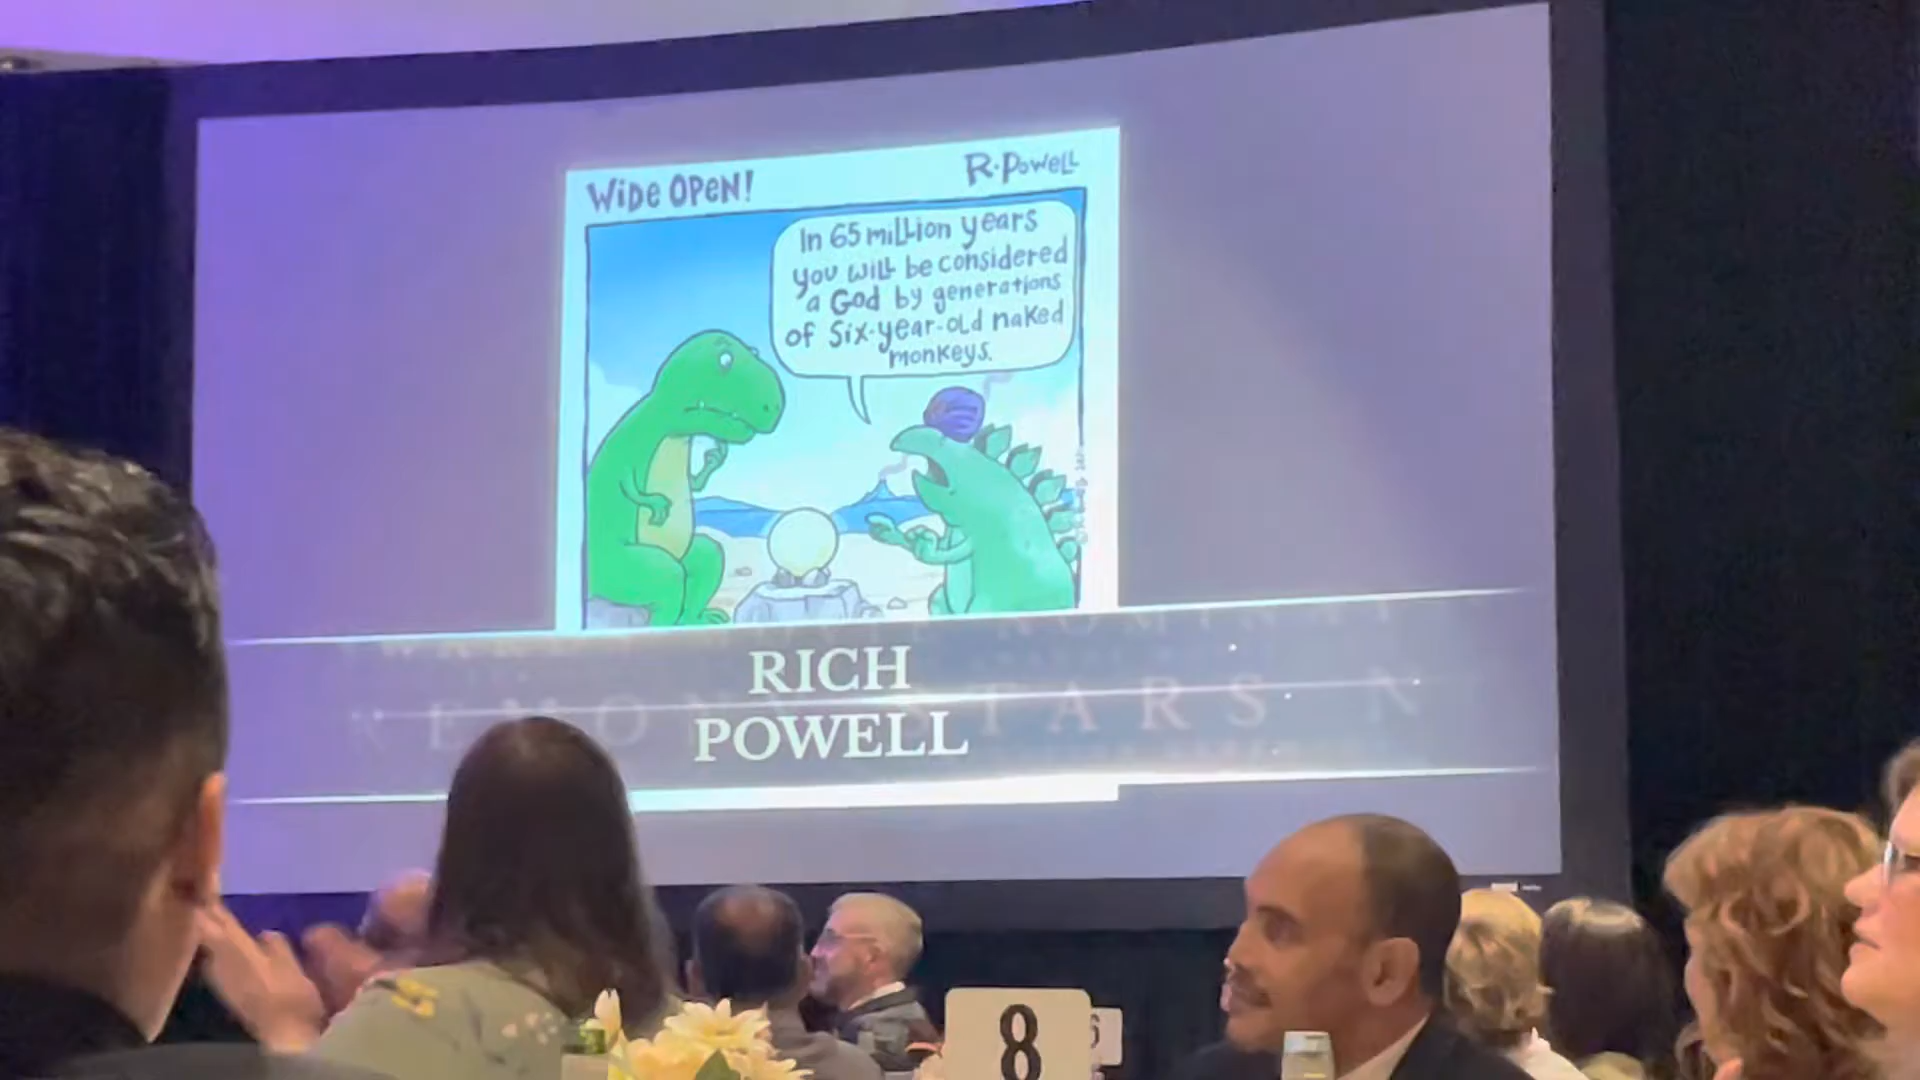 WiDe OPeN!
R.Powell
In 65 miLLion years
you will be considered
a God by generations
of Six-year-old naked
monkeys.
RICH
POWELL
8
6